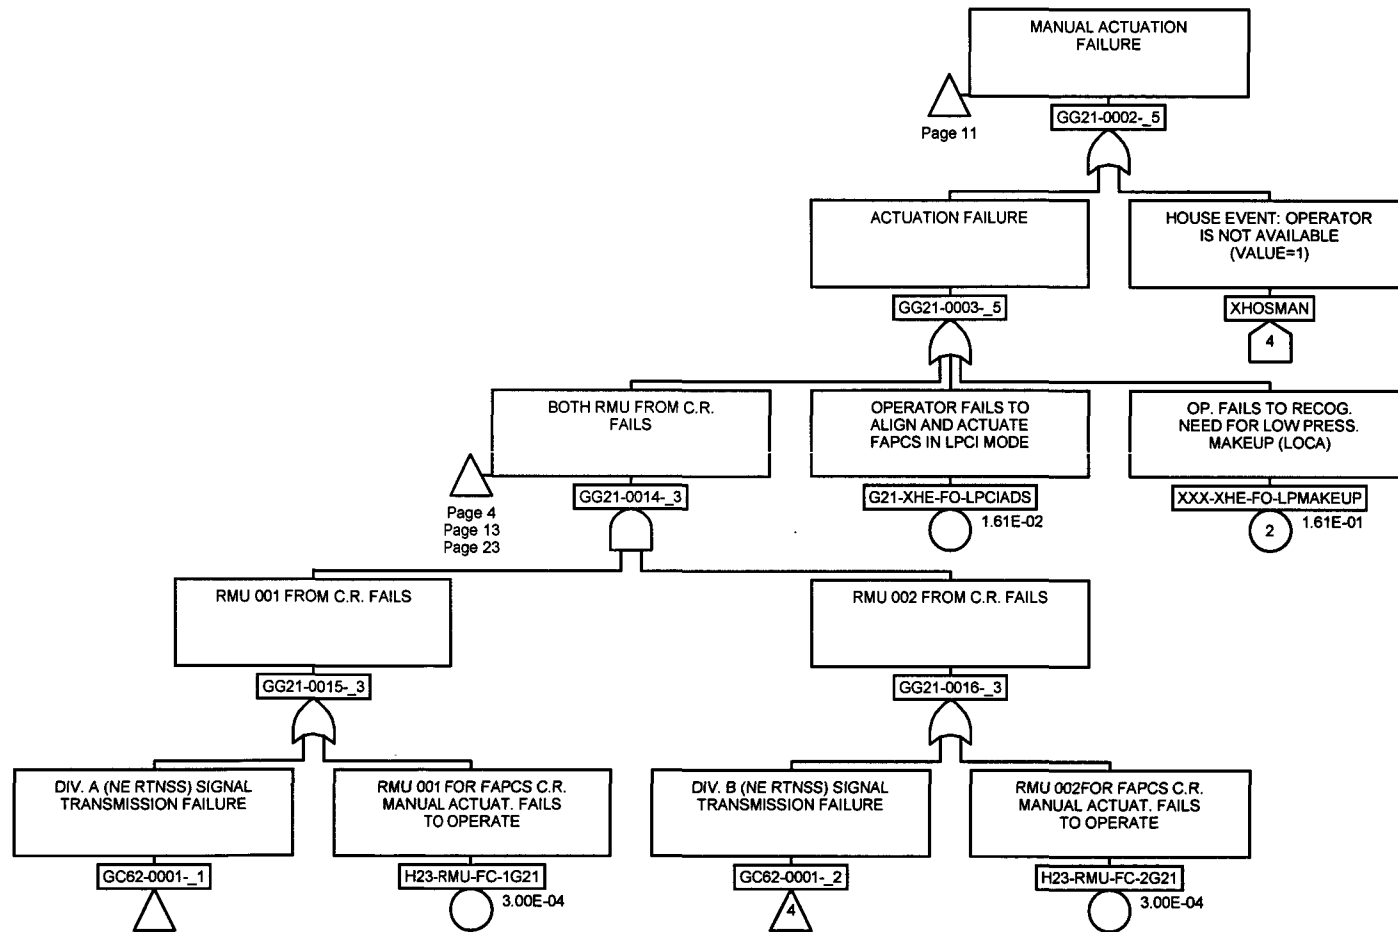 MANUAL ACTUATION
FAILURE
Page 11
GG21-0002-_5
ACTUATION FAILURE
GG21-0003-_5
HOUSE EVENT: OPERATOR
IS NOT AVAILABLE
(VALUE=1)
XHOSMAN
4
BOTH RMU FROM C.R.
FAILS
Page 4
Page 13
Page 23
GG21-0014-_3
OPERATOR FAILS TO
ALIGN AND ACTUATE
FAPCS IN LPCI MODE
G21-XHE-FO-LPCIADS
1.61E-02
OP. FAILS TO RECOG.
NEED FOR LOW PRESS.
MAKEUP (LOCA)
XXX-XHE-FO-LPMAKEUP
2
1.61E-01
RMU 001 FROM C.R. FAILS
GG21-0015-_3
RMU 002 FROM C.R. FAILS
GG21-0016-_3
DIV. A (NE RTNSS) SIGNAL
TRANSMISSION FAILURE
GC62-0001-_1
RMU 001 FOR FAPCS C.R.
MANUAL ACTUAT. FAILS
TO OPERATE
H23-RMU-FC-1G21
3.00E-04
DIV. B (NE RTNSS) SIGNAL
TRANSMISSION FAILURE
GC62-0001-_2
4
RMU 002FOR FAPCS C.R.
MANUAL ACTUAT. FAILS
TO OPERATE
H23-RMU-FC-2G21
3.00E-04